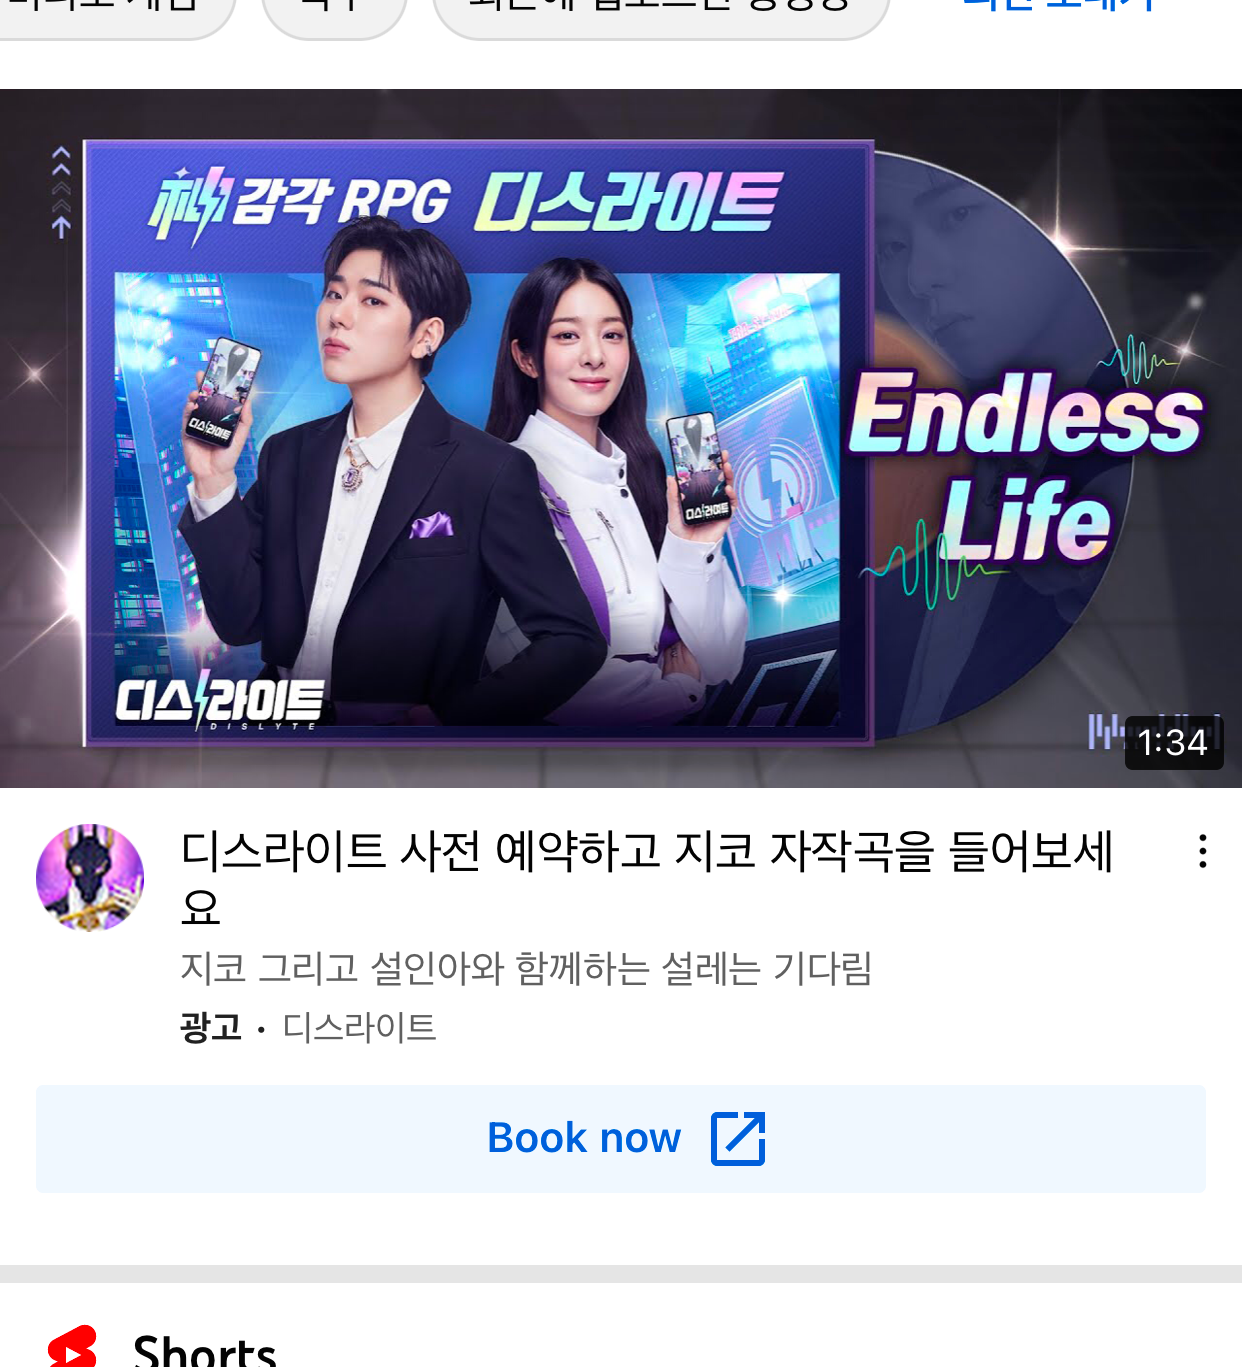 감각 RPG 디스라이트
디스라이트
디스라이트
Endless
Life
디스라이트
DISLYTE
1:34
디스라이트 사전 예약하고 지코 자작곡을 들어보세
요
지코 그리고 설인아와 함께하는 설레는 기다림
광고 · 디스라이트
Book now
Shorts